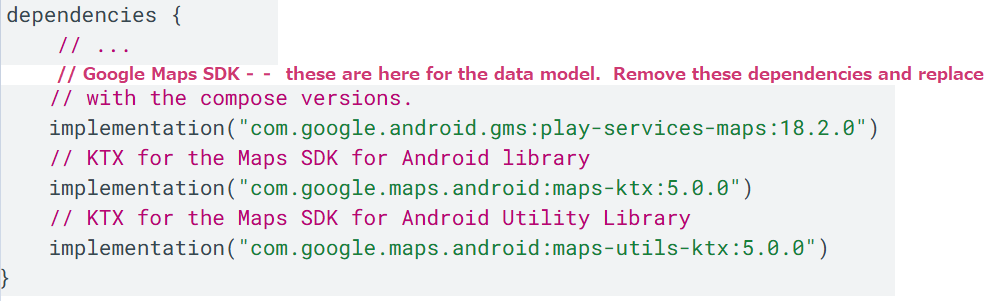 dependencies {
// ...
// Google Maps SDK - - these are here for the data model. Remove these dependencies and replace
// with the compose versions.
implementation("com.google.android.gms:play-services-maps:18.2.0")
// KTX for the Maps SDK for Android library
implementation("com.google.maps.android:maps-ktx:5.0.0")
// KTX for the Maps SDK for Android Utility Library
implementation("com.google.maps.android:maps-utils-ktx:5.0.0")
}